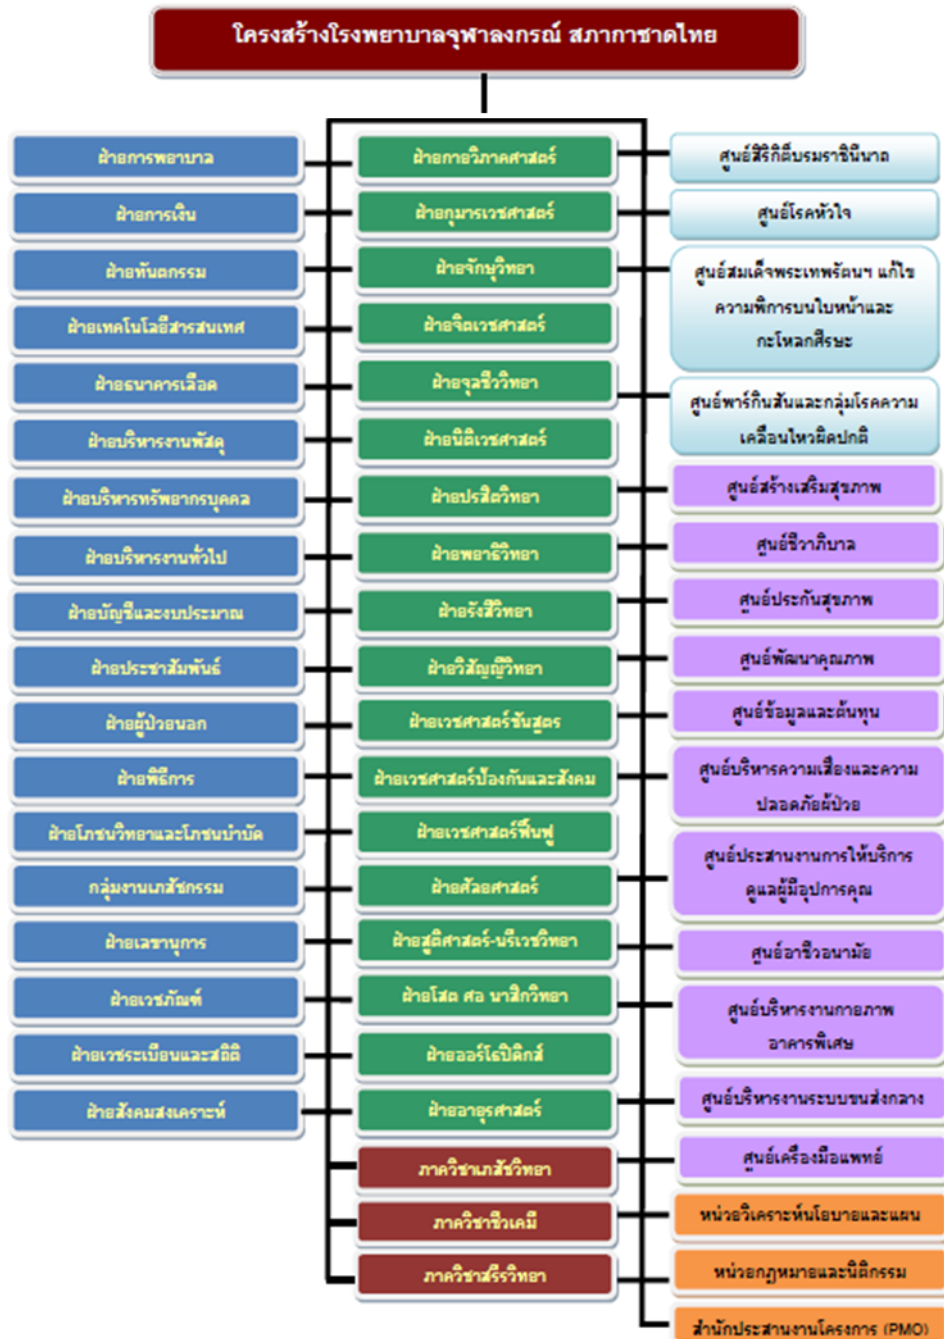 โครงสร้างโรงพยาบาลจุฬาลงกรณ์ สภากาชาดไทย
ฝ่ายการพยาบาล
ฝ่ายการเงิน
ฝ่ายทันตกรรม
ฝ่ายเทคโนโลยีสารสนเทศ
ฝ่ายธนาคารเลือด
ฝ่ายบริหารงานพัสดุ
ฝ่ายบริหารทรัพยากรบุคคล
ฝ่ายบริหารงานทั่วไป
ฝ่ายบัญชีและงบประมาณ
ฝ่ายประชาสัมพันธ์
ฝ่ายผู้ป่วยนอก
ฝ่ายพิธีการ
ฝ่ายโภชนวิทยาและโภชนบำบัด
กลุ่มงานเภสัชกรรม
ฝ่ายเลขานุการ
ฝ่ายเวชภัณฑ์
ฝ่ายเวชระเบียนและสถิติ
ฝ่ายสังคมสงเคราะห์
ฝ่ายกายวิภาคศาสตร์
ฝ่ายกุมารเวชศาสตร์
ฝ่ายจักษุวิทยา
ฝ่ายจิตเวชศาสตร์
ฝ่ายจุลชีววิทยา
ฝ่ายนิติเวชศาสตร์
ฝ่ายปรสิตวิทยา
ฝ่ายพยาธิวิทยา
ฝ่ายรังสีวิทยา
ฝ่ายวิสัญญีวิทยา
ฝ่ายเวชศาสตร์ชันสูตร
ฝ่ายเวชศาสตร์ป้องกันและสังคม
ฝ่ายเวชศาสตร์ฟื้นฟู
ฝ่ายศัลยศาสตร์
ฝ่ายสูติศาสตร์-นรีเวชวิทยา
ฝ่ายโสต ศอ นาสิกวิทยา
ฝ่ายออร์โธปิดิกส์
ฝ่ายอายุรศาสตร์
ภาควิชาเภสัชวิทยา
ภาควิชาชีวเคมี
ภาควิชาสรีรวิทยา
ศูนย์สิริกิติ์บรมราชินีนาถ
ศูนย์โรคหัวใจ
ศูนย์สมเด็จพระเทพรัตนฯ แก้ไข
ความพิการบนใบหน้าและ
กะโหลกศีรษะ
ศูนย์พาร์กินสันและกลุ่มโรคความ
เคลื่อนไหวผิดปกติ
ศูนย์สร้างเสริมสุขภาพ
ศูนย์ชีวาภิบาล
ศูนย์ประกันสุขภาพ
ศูนย์พัฒนาคุณภาพ
ศูนย์ข้อมูลและต้นทุน
ศูนย์บริหารความเสี่ยงและความ
ปลอดภัยผู้ป่วย
ศูนย์ประสานงานการให้บริการ
ดูแลผู้มีอุปการคุณ
ศูนย์อาชีวอนามัย
ศูนย์บริหารงานกายภาพ
อาคารพิเศษ
ศูนย์บริหารงานระบบขนส่งกลาง
ศูนย์เครื่องมือแพทย์
หน่วยวิเคราะห์นโยบายและแผน
หน่วยกฎหมายและนิติกรรม
สำนักประสานงานโครงการ (PMO)